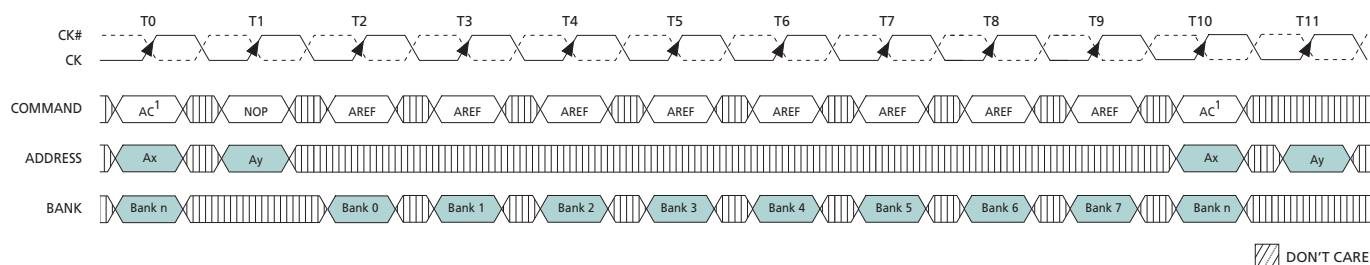 T0 T1 T2 T3 T4 T5 T6 T7 T8 T9 T10 T11
CK#
CK
COMMAND AC1 NOP AREF AREF AREF AREF AREF AREF AREF AREF AC1
ADDRESS Ax Ay Ax Ay
BANK Bank n Bank 0 Bank 1 Bank 2 Bank 3 Bank 4 Bank 5 Bank 6 Bank 7 Bank n
DON'T CARE